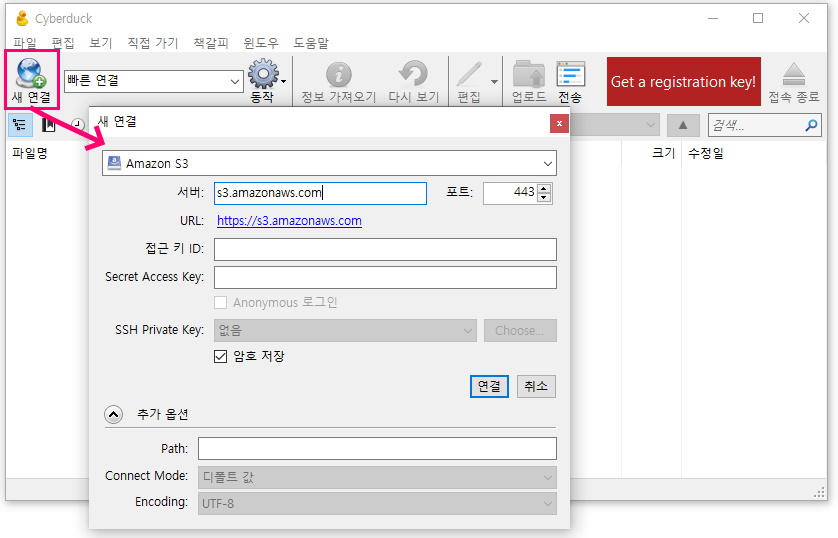 Cyberduck
파일 편집 보기 직접 가기 책갈피 윈도우 도움말
새 연결
빠른 연결
동작
정보 가져오기
다시 보기
편집
업로드
전송
Get a registration key!
접속 종료
검색...
파일명
크기
수정일
새 연결
x
Amazon S3
서버: s3.amazonaws.com 포트: 443
URL: https://s3.amazonaws.com
접근 키 ID:
Secret Access Key:
Anonymous 로그인
SSH Private Key: 없음 Choose...
암호 저장
연결 취소
추가 옵션
Path:
Connect Mode: 디폴트 값
Encoding: UTF-8